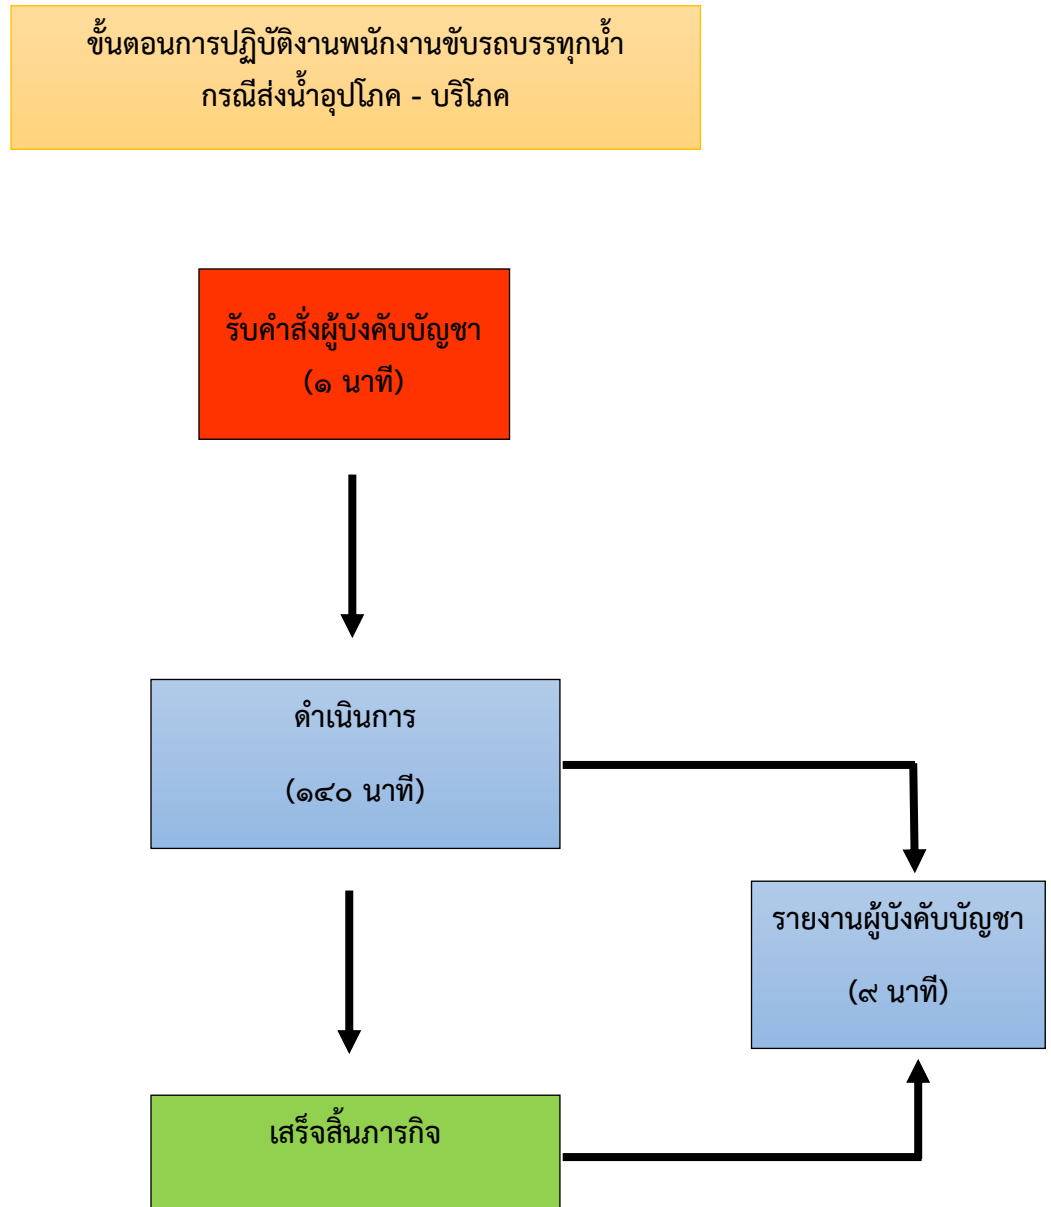 ขั้นตอนการปฏิบัติงานพนักงานขับรถบรรทุกน้ำ
กรณีส่งน้ำอุปโภค - บริโภค
รับคำสั่งผู้บังคับบัญชา
(๑ นาที)
ดำเนินการ
(๑๔๐ นาที)
รายงานผู้บังคับบัญชา
(๙ นาที)
เสร็จสิ้นภารกิจ